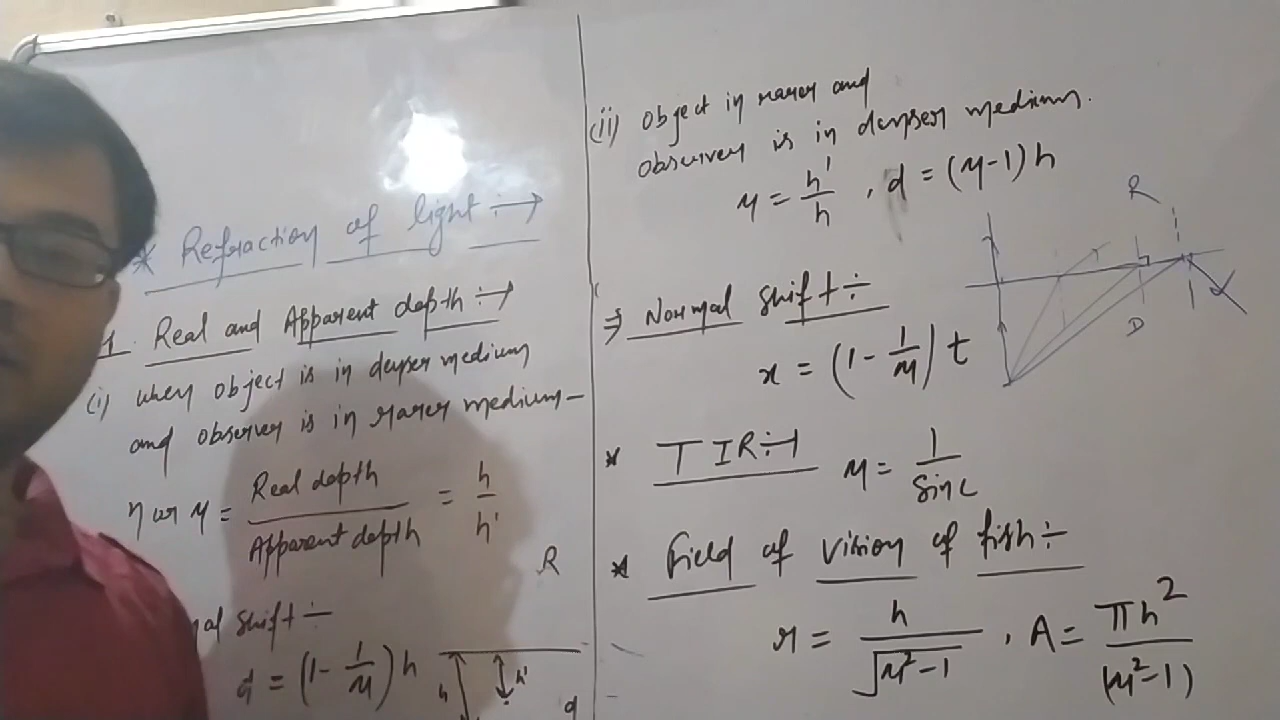 * Refraction of light :→
1. Real and Apparent depth :→
(i) when object is in denser medium
and observer is in rarer medium –
η or μ = Real depth / Apparent depth = h / h'
R
al shift ÷
d = (1 - 1/μ) h
h
h'
d
(ii) object in rarer and
observer is in denser medium.
μ = h'/h , d = (μ-1) h
R
D
⇒ Normal shift ÷
x = (1 - 1/μ) t
* TIR ÷→ μ = 1/sin c
* Field of vision of fish ÷
r = h/√μ²-1 , A = πh²/(μ²-1)